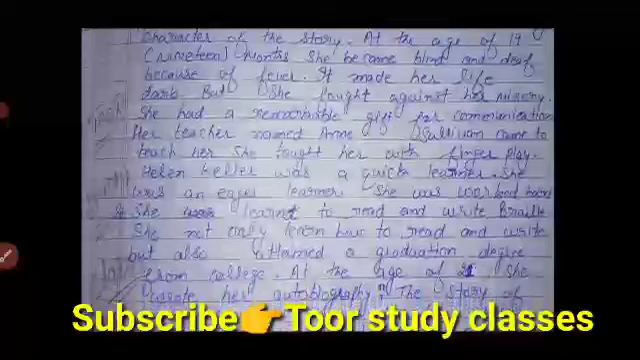 Character of the story. At the age of 19
(nineteen) months she became blind and deaf
because of fever. It made her life
dark But she fought against her misery.
She had a remarkable gift for communication
Her teacher named Anne Sullivan came to
teach her she taught her with finger play.
Helen keller was a quick learner. She
was an eger learner she was worked hard
She learnt to read and write Braille
She not only learn how to read and write
but also attained a graduation degree
from college. At the age of she
wrote her autobiography The Story of
Subscribe👉Toor study classes